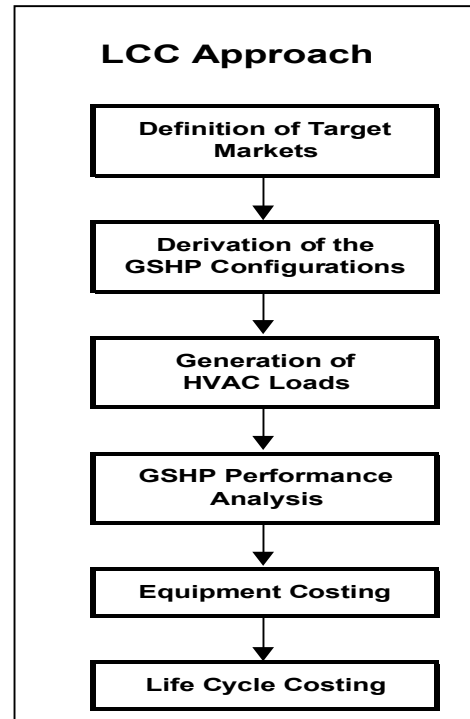 LCC Approach
Definition of Target
Markets
Derivation of the
GSHP Configurations
Generation of
HVAC Loads
GSHP Performance
Analysis
Equipment Costing
Life Cycle Costing